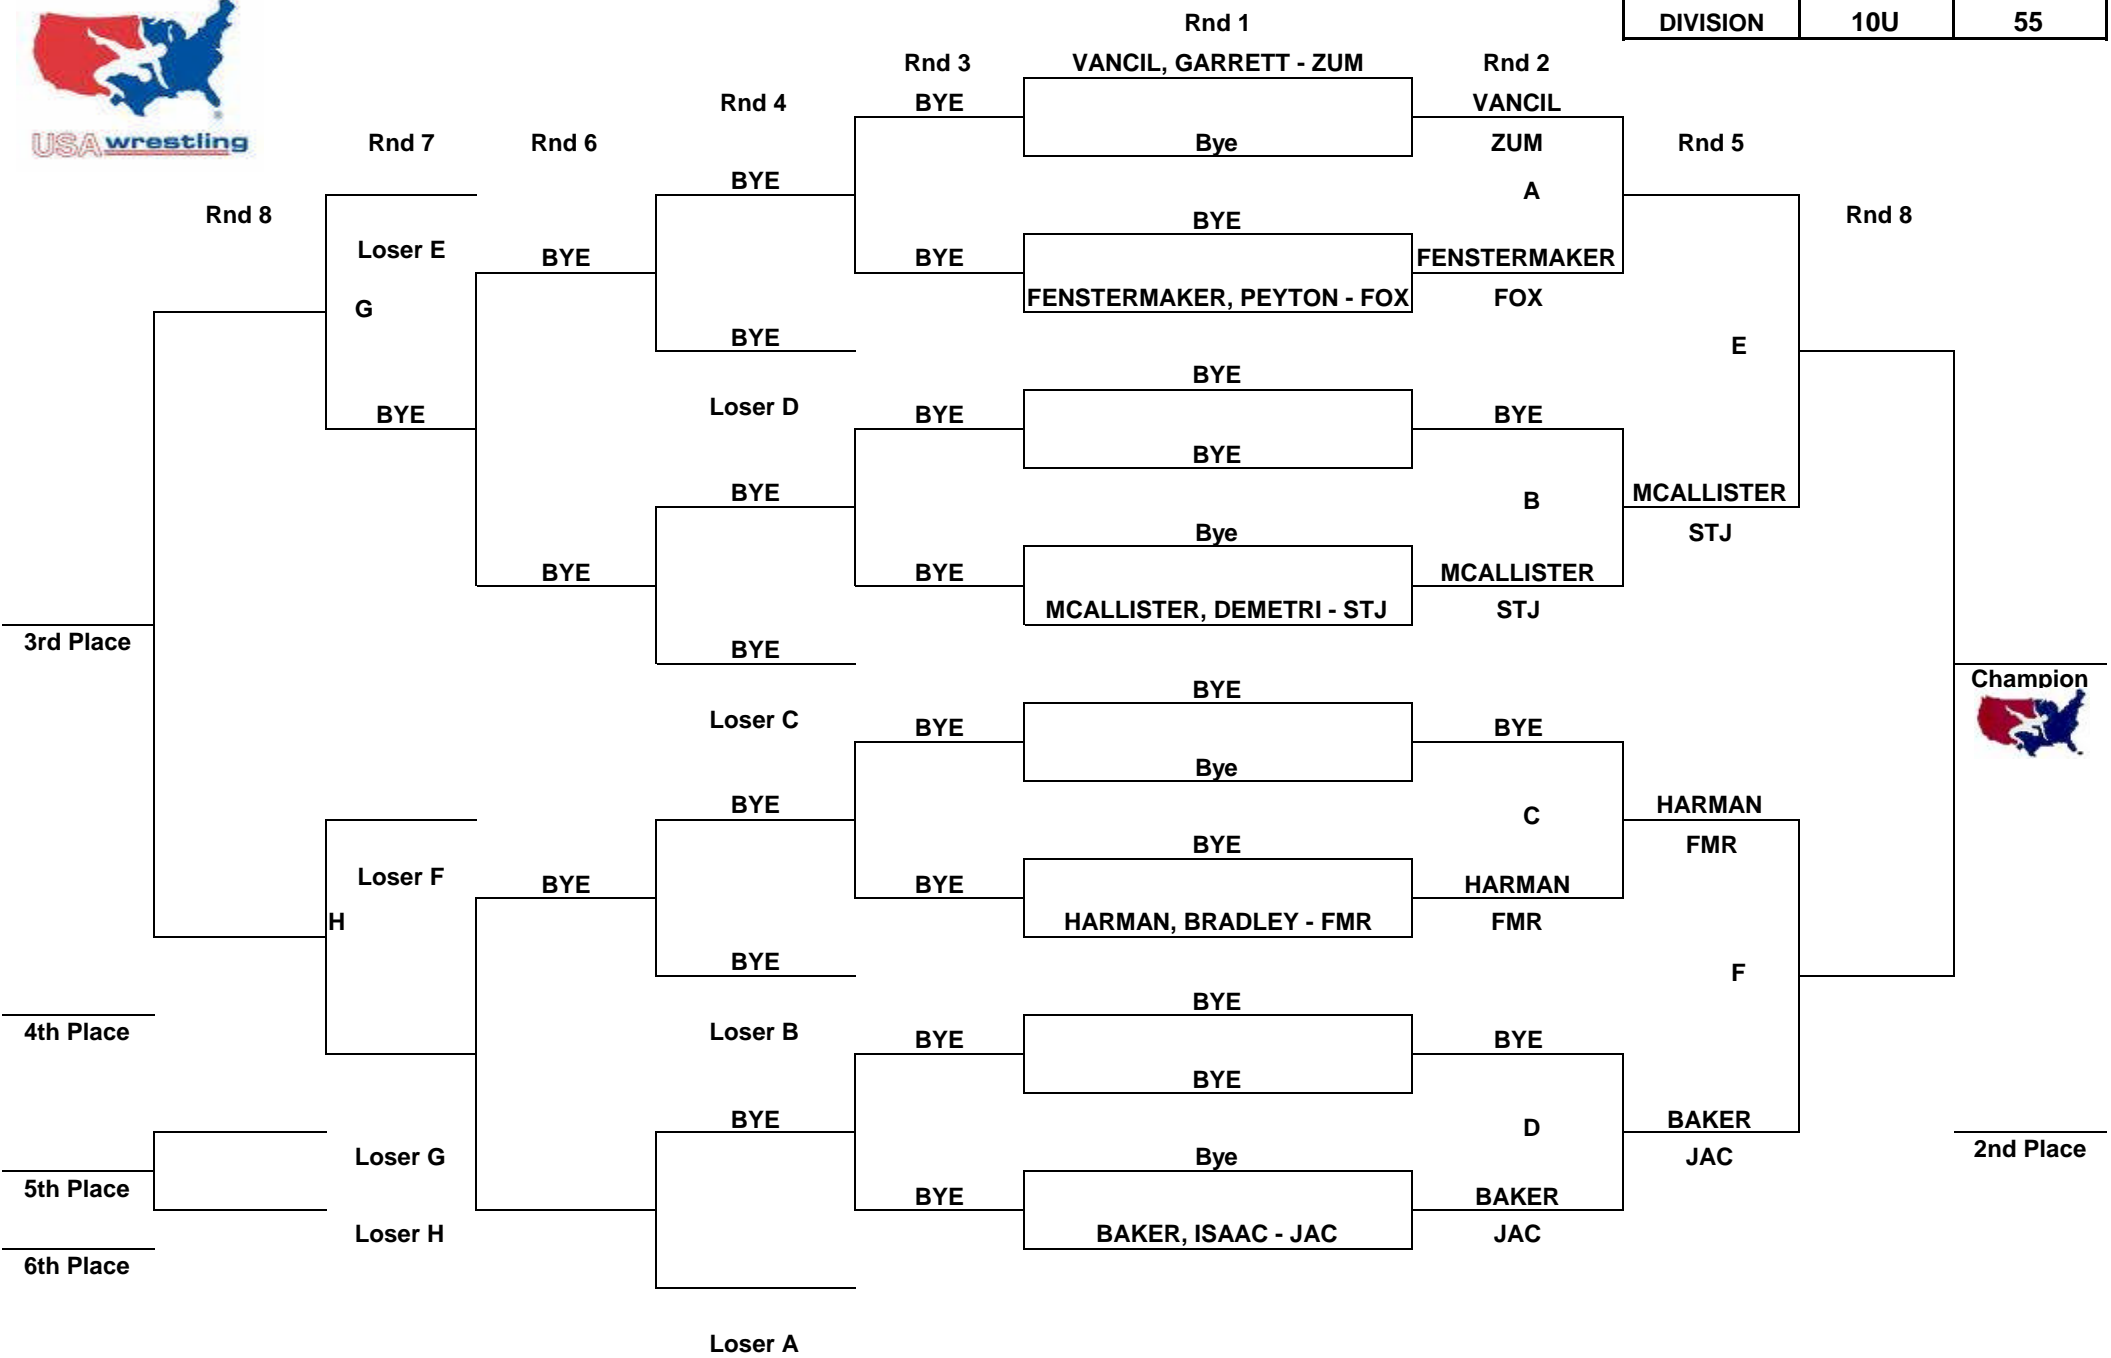 Rnd 1
DIVISION 10U 55
Rnd 3 VANCIL, GARRETT - ZUM Rnd 2
Rnd 4 BYE VANCIL
USA wrestling Rnd 7 Rnd 6 Bye ZUM Rnd 5
BYE A
Rnd 8 BYE Rnd 8
Loser E BYE BYE FENSTERMAKER
G FENSTERMAKER, PEYTON - FOX FOX
BYE E
BYE
BYE Loser D BYE BYE
BYE
BYE B MCALLISTER
Bye STJ
BYE BYE MCALLISTER
MCALLISTER, DEMETRI - STJ STJ
3rd Place BYE
BYE Champion
Loser C BYE BYE
Bye
BYE C HARMAN
BYE FMR
Loser F BYE BYE HARMAN
H HARMAN, BRADLEY - FMR FMR
BYE F
BYE
4th Place Loser B BYE BYE
BYE
BYE D BAKER
Loser G Bye JAC 2nd Place
5th Place BYE BAKER
Loser H BAKER, ISAAC - JAC JAC
6th Place
Loser A